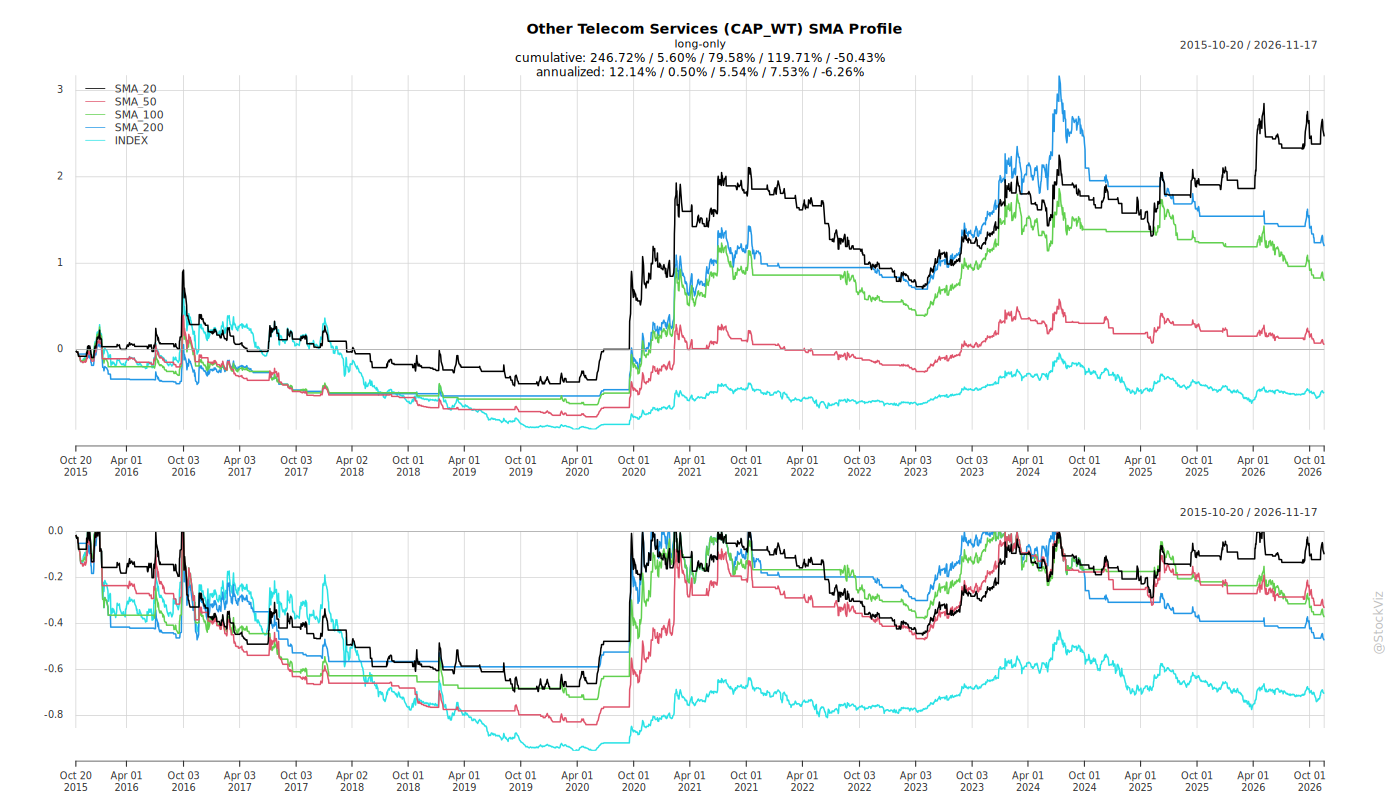 Other Telecom Services (CAP_WT) SMA Profile
long-only
cumulative: 246.72% / 5.60% / 79.58% / 119.71% / -50.43%
annualized: 12.14% / 0.50% / 5.54% / 7.53% / -6.26%
2015-10-20 / 2026-11-17
SMA_20
SMA_50
SMA_100
SMA_200
INDEX
3
2
1
0
Oct 20 Apr 01 Oct 03 Apr 03 Oct 03 Apr 02 Oct 01 Apr 01 Oct 01 Apr 01 Oct 01 Apr 01 Oct 01 Apr 01 Oct 03 Apr 03 Oct 03 Apr 01 Oct 01 Apr 01 Oct 01 Apr 01 Oct 01
2015 2016 2016 2017 2017 2018 2018 2019 2019 2020 2020 2021 2021 2022 2022 2023 2023 2024 2024 2025 2025 2026 2026
2015-10-20 / 2026-11-17
0.0
-0.2
-0.4
-0.6
-0.8
Oct 20 Apr 01 Oct 03 Apr 03 Oct 03 Apr 02 Oct 01 Apr 01 Oct 01 Apr 01 Oct 01 Apr 01 Oct 01 Apr 01 Oct 03 Apr 03 Oct 03 Apr 01 Oct 01 Apr 01 Oct 01 Apr 01 Oct 01
2015 2016 2016 2017 2017 2018 2018 2019 2019 2020 2020 2021 2021 2022 2022 2023 2023 2024 2024 2025 2025 2026 2026
@StockViz